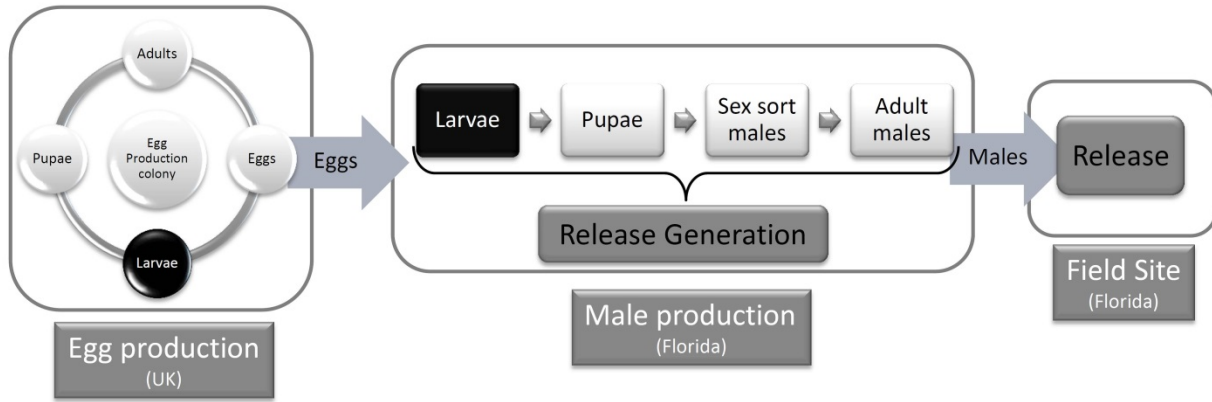 Adults
Pupae
Egg
Production
colony
Eggs
Larvae
Egg production
(UK)
Eggs
Larvae
Pupae
Sex sort
males
Adult
males
Release Generation
Male production
(Florida)
Males
Release
Field Site
(Florida)